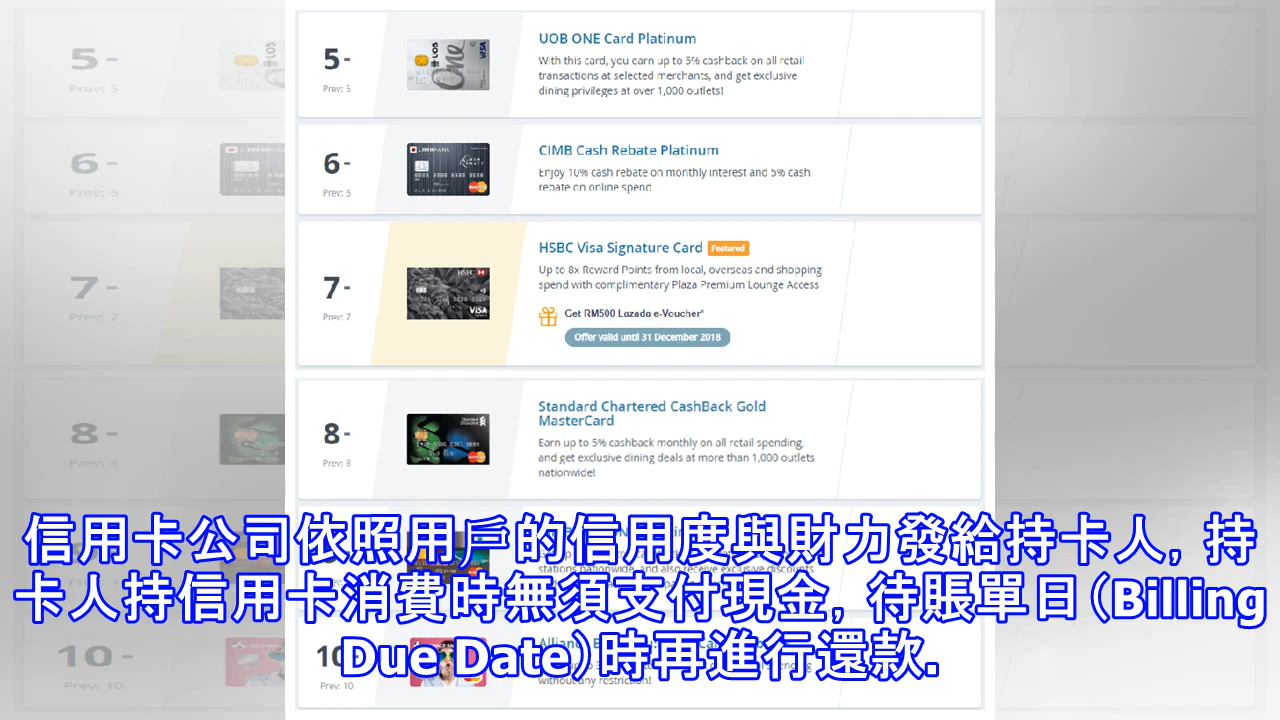 5 -
Prev: 5
UOB ONE Card Platinum
With this card, you earn up to 5% cashback on all retail
transactions at selected merchants, and get exclusive
dining privileges at over 1,000 outlets!
6 -
Prev: 6
CIMB Cash Rebate Platinum
Enjoy 10% cash rebate on monthly interest and 5% cash
rebate on online spend
7 -
Prev: 7
HSBC Visa Signature Card Featured
Up to 8x Reward Points from local, overseas and shopping
spend with complimentary Plaza Premium Lounge Access
Get RM500 Lazada e-Voucher*
Offer valid until 31 December 2018
8 -
Prev: 8
Standard Chartered CashBack Gold
MasterCard
Earn up to 5% cashback monthly on all retail spending,
and get exclusive dining deals at more than 1,000 outlets
nationwide!
信用卡公司依照用戶的信用度與財力發給持卡人, 持
卡人持信用卡消費時無須支付現金, 待賬單日(Billing
Due Date)時再進行還款.
10 -
Prev: 10
without any restriction!